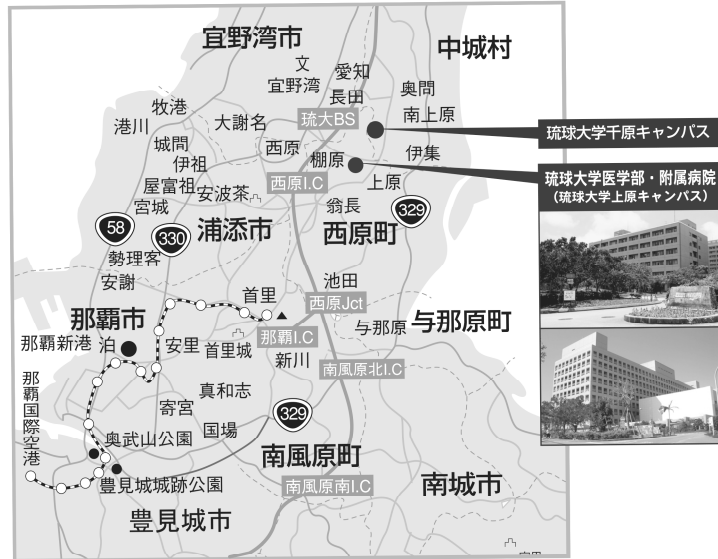 宜野湾市
中城村
文
宜野湾
愛知
長田
奥間
南上原
牧港
港川
大謝名
琉大BS
琉球大学千原キャンパス
城間
伊祖
西原
棚原
伊集
屋富祖
安波茶
西原I.C
上原
琉球大学医学部・附属病院
(琉球大学上原キャンパス)
宮城
翁長
329
58
330
浦添市
西原町
勢理客
安謝
池田
首里
西原Jct
那覇市
与那原
与那原町
那覇新港
泊
安里
首里城
那覇I.C
新川
南風原北I.C
那覇国際空港
真和志
寄宮
329
奥武山公園
国場
南風原町
豊見城城跡公園
南風原南I.C
南城市
豊見城市